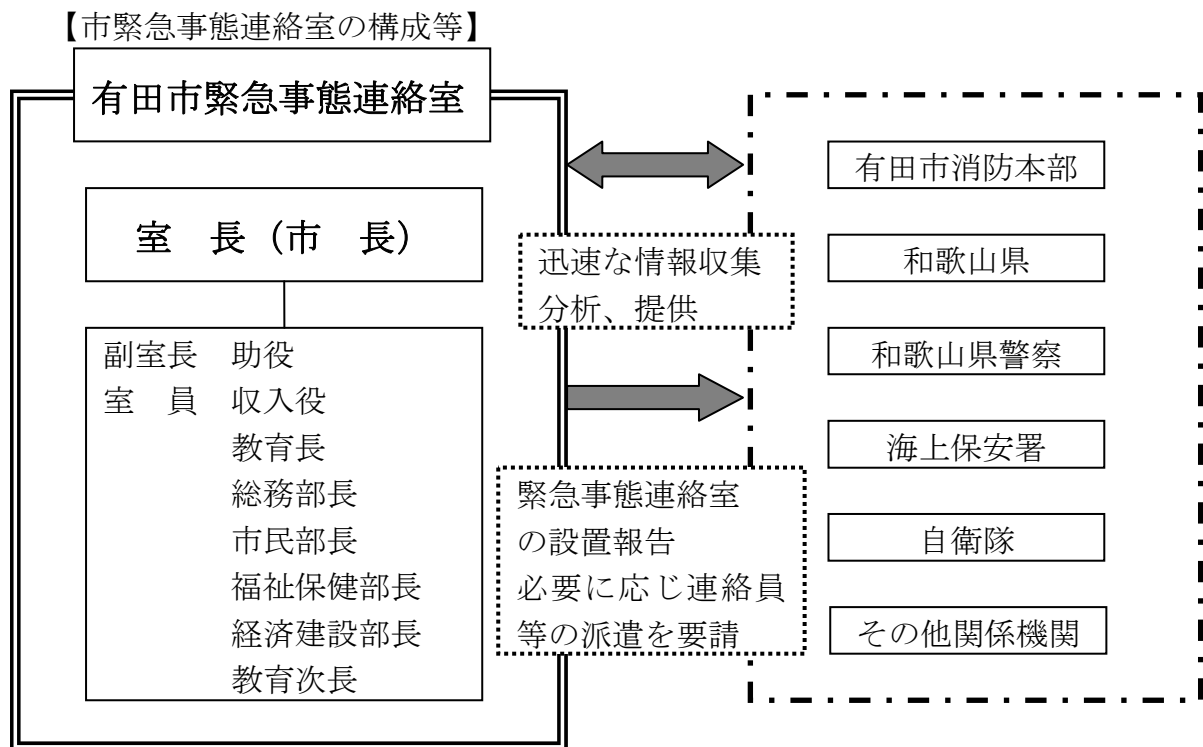 【市緊急事態連絡室の構成等】
有田市緊急事態連絡室
室　長（市　長）
副室長　助役
室　員　収入役
教育長
総務部長
市民部長
福祉保健部長
経済建設部長
教育次長
迅速な情報収集
分析、提供
緊急事態連絡室
の設置報告
必要に応じ連絡員
等の派遣を要請
有田市消防本部
和歌山県
和歌山県警察
海上保安署
自衛隊
その他関係機関